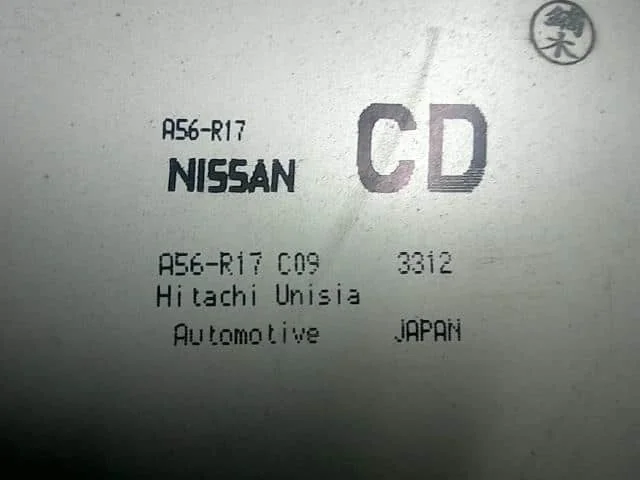 A56-R17
NISSAN
CD
A56-R17 C09 3312
Hitachi Unisia
Automotive JAPAN